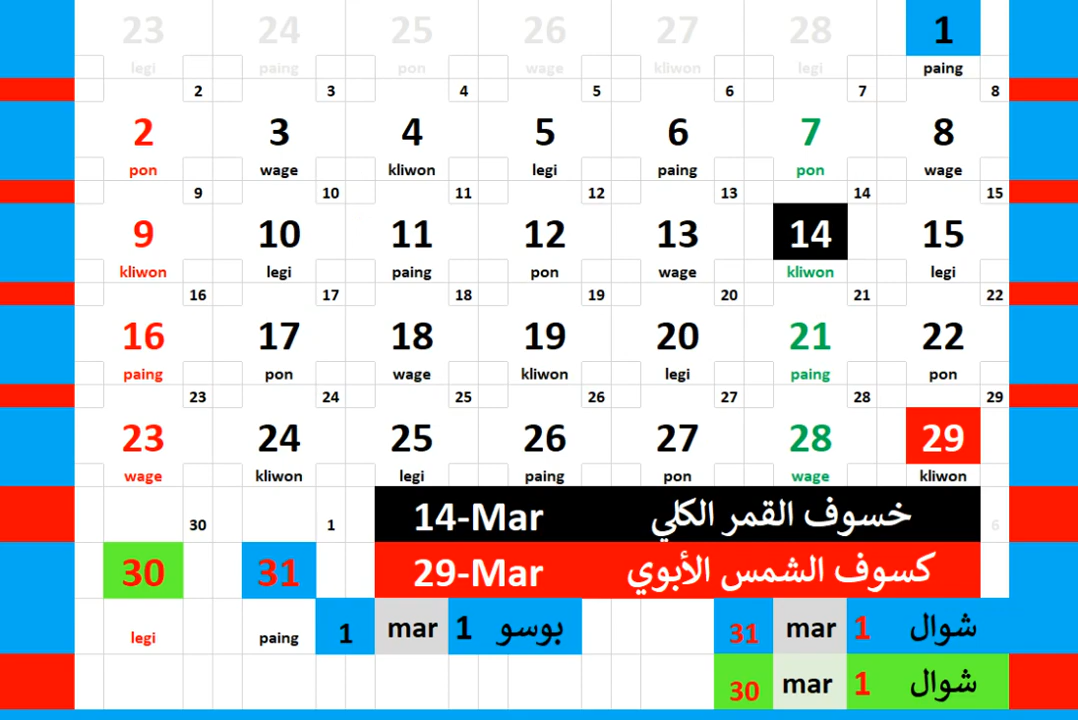 23 24 25 26 27 28 1
legi paing pon wage kliwon legi paing
2 3 4 5 6 7 8
2 3 4 5 6 7 8
pon wage kliwon legi paing pon wage
9 10 11 12 13 14 15
9 10 11 12 13 14 15
kliwon legi paing pon wage kliwon legi
16 17 18 19 20 21 22
16 17 18 19 20 21 22
paing pon wage kliwon legi paing pon
23 24 25 26 27 28 29
23 24 25 26 27 28 29
wage kliwon legi paing pon wage kliwon
30 1 14-Mar خسوف القمر الكلي 6
30 31 29-Mar كسوف الشمس الأبوي
legi paing 1 mar 1 بوسو 31 mar 1 شوال
30 mar 1 شوال